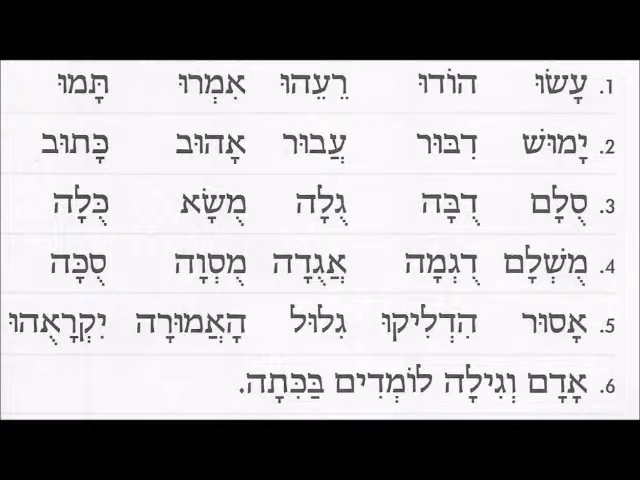 1. עָשׂוּ הוֹדוּ רֵעֵהוּ אִמְרוּ תָּמוּ
2. יָמוּשׁ דִבּוּר עֲבוּר אָהוּב כָּתוּב
3. סֻלָם דֻבָּה גֻלָה מֻשָׂא כֻּלָהּ
4. מֻשְׁלָם דֻגְמָה אֲגֻדָה מֻסְוָה סֻכָּה
5. אָסוּר הִדְלִיקוּ גִלוּל הָאֲמוּרָה יִקְרָאֻהוּ
6. אָדָם וְגִילָה לוֹמְדִים בַּכִּתָּה.